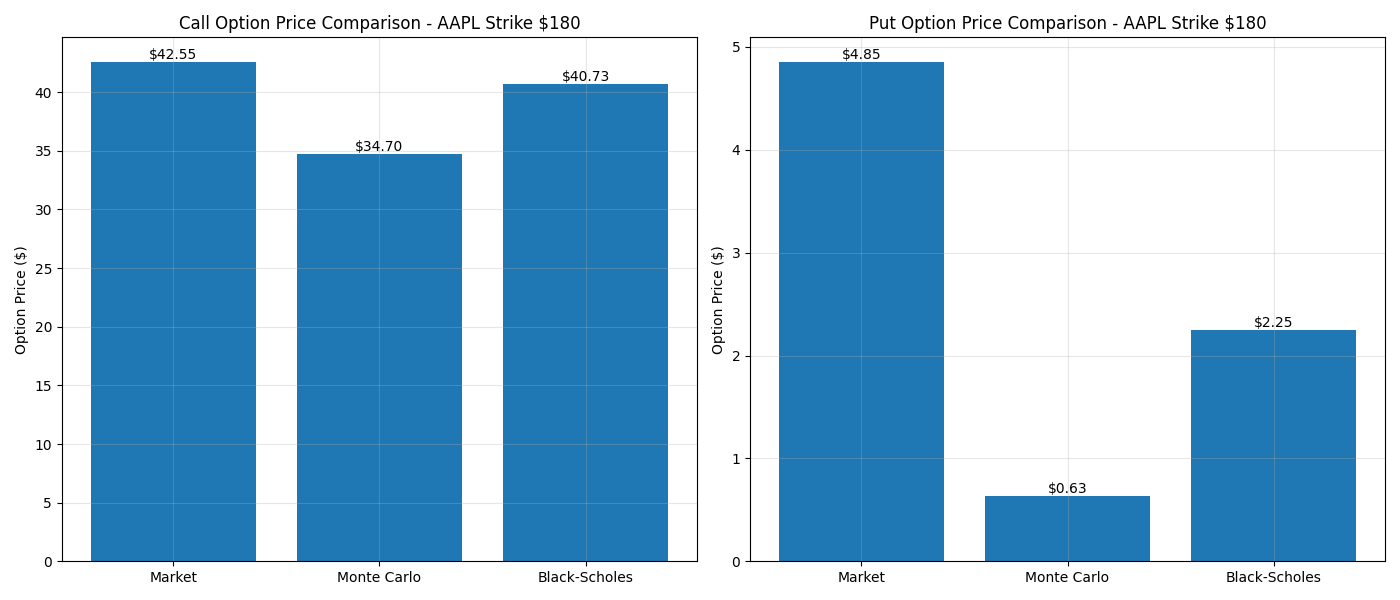 Call Option Price Comparison - AAPL Strike $180
Option Price ($)
40
35
30
25
20
15
10
5
0
$42.55
$34.70
$40.73
Market
Monte Carlo
Black-Scholes
Put Option Price Comparison - AAPL Strike $180
Option Price ($)
5
4
3
2
1
0
$4.85
$0.63
$2.25
Market
Monte Carlo
Black-Scholes